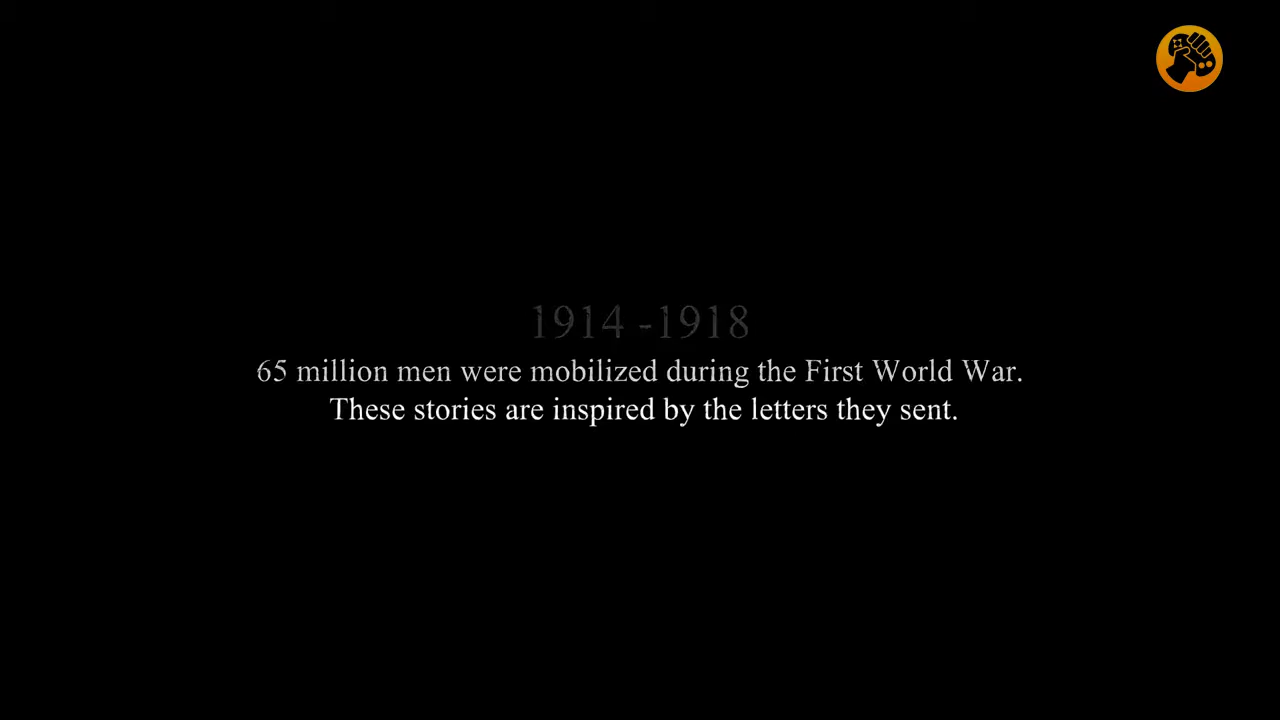 1914 -1918
65 million men were mobilized during the First World War.
These stories are inspired by the letters they sent.